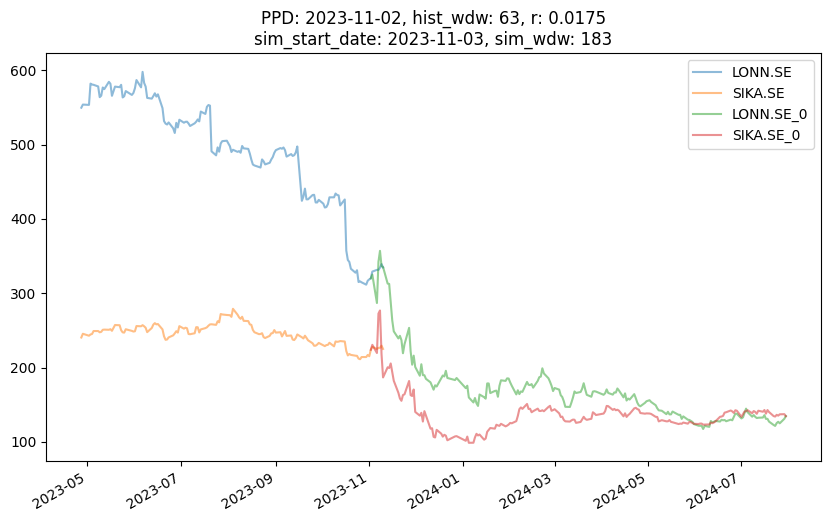 PPD: 2023-11-02, hist_wdw: 63, r: 0.0175
sim_start_date: 2023-11-03, sim_wdw: 183
LONN.SE
SIKA.SE
LONN.SE_0
SIKA.SE_0
600
500
400
300
200
100
2023-05
2023-07
2023-09
2023-11
2024-01
2024-03
2024-05
2024-07